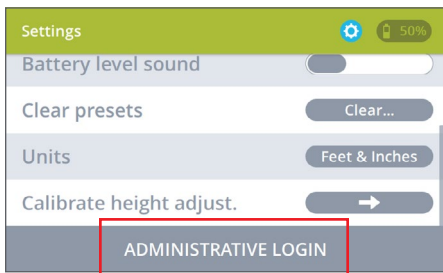 Settings
50%
Battery level sound
Clear presets
Clear...
Units
Feet & Inches
Calibrate height adjust.
ADMINISTRATIVE LOGIN